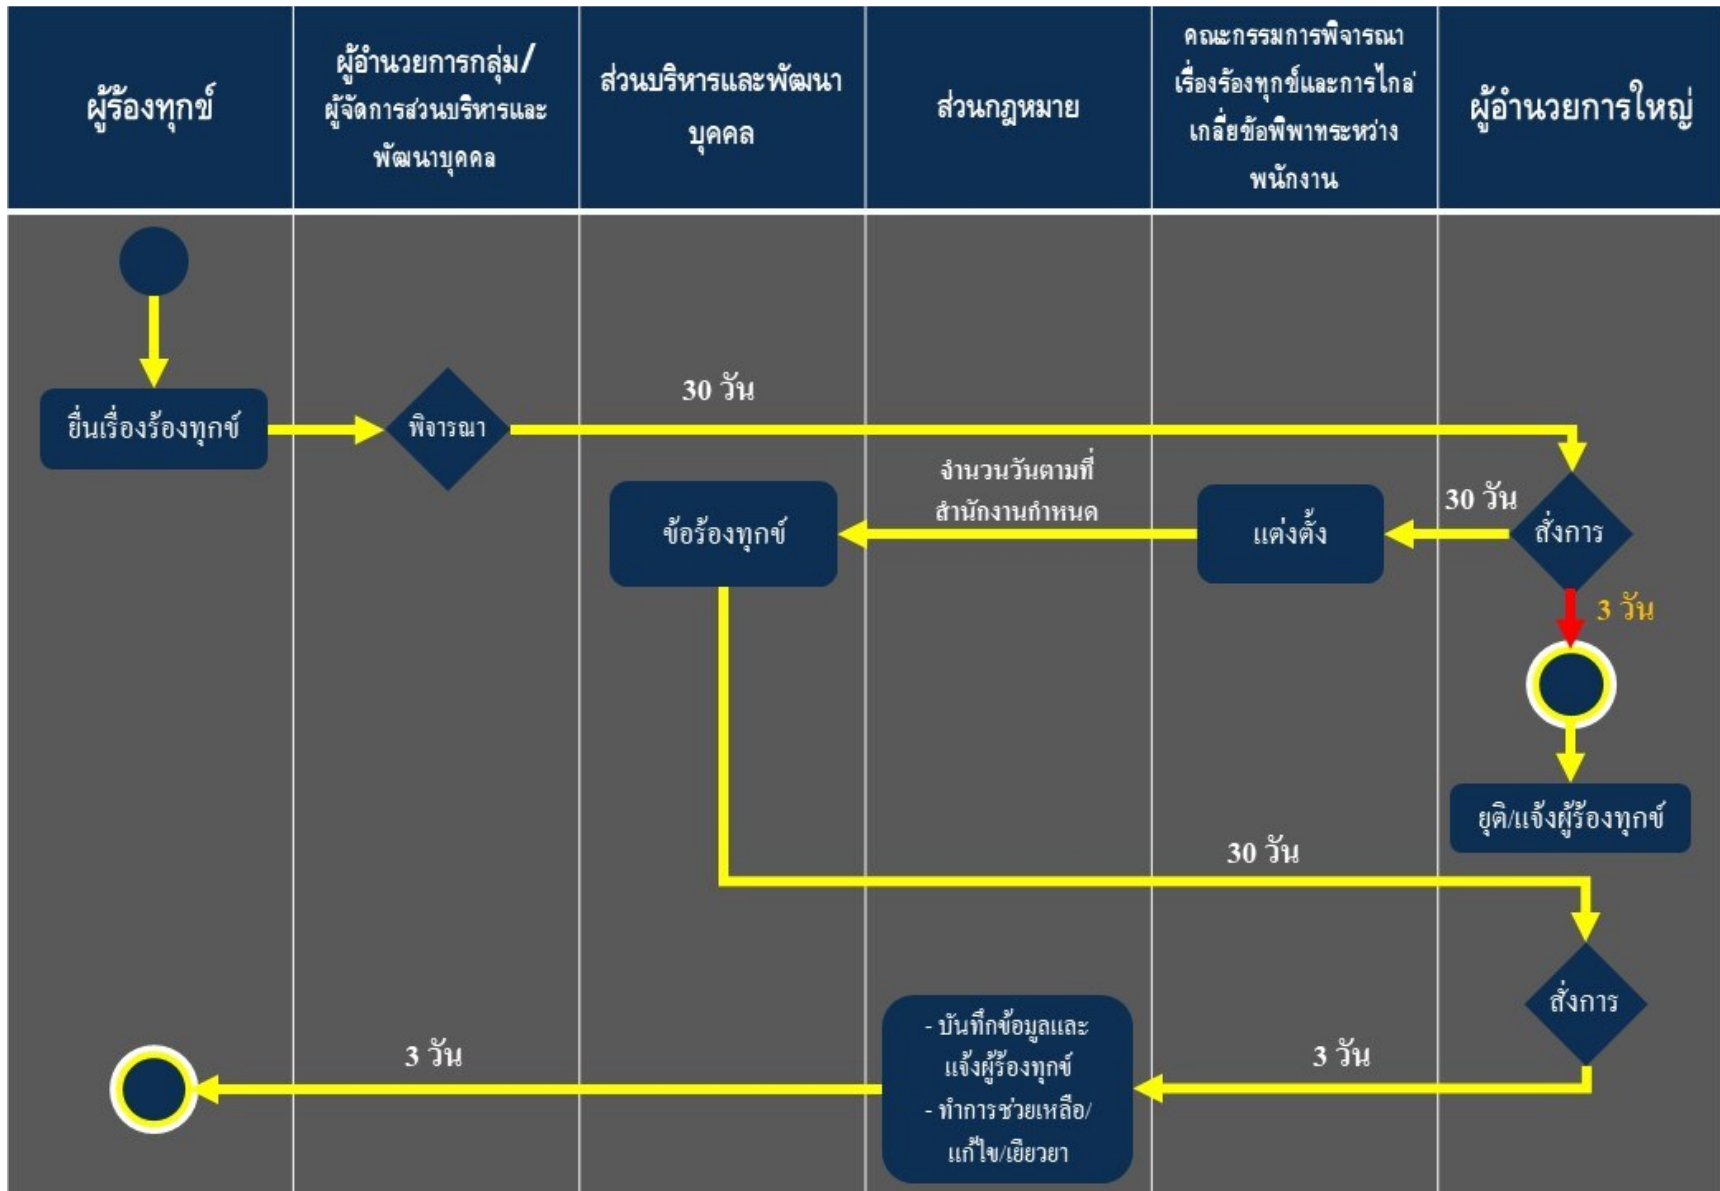 ผู้ร้องทุกข์
ผู้อำนวยการกลุ่ม/
ผู้จัดการส่วนบริหารและ
พัฒนาบุคคล
ส่วนบริหารและพัฒนา
บุคคล
ส่วนกฎหมาย
คณะกรรมการพิจารณา
เรื่องร้องทุกข์และการไกล่
เกลี่ยข้อพิพาทระหว่าง
พนักงาน
ผู้อำนวยการใหญ่
ยื่นเรื่องร้องทุกข์
พิจารณา
30 วัน
สั่งการ
30 วัน
แต่งตั้ง
จำนวนวันตามที่
สำนักงานกำหนด
ข้อร้องทุกข์
3 วัน
ยุติ/แจ้งผู้ร้องทุกข์
30 วัน
สั่งการ
3 วัน
- บันทึกข้อมูลและ
แจ้งผู้ร้องทุกข์
- ทำการช่วยเหลือ/
แก้ไข/เยียวยา
3 วัน